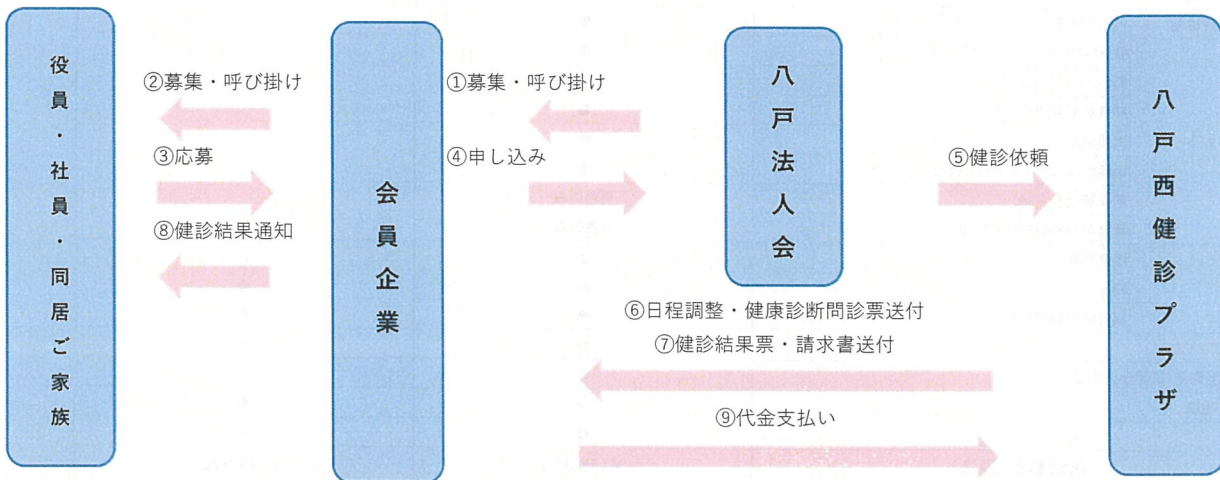 役員・社員・同居ご家族
②募集・呼び掛け
③応募
⑧健診結果通知
会員企業
①募集・呼び掛け
④申し込み
八戸法人会
⑤健診依頼
⑥日程調整・健康診断問診票送付
⑦健診結果票・請求書送付
⑨代金支払い
八戸西健診プラザ